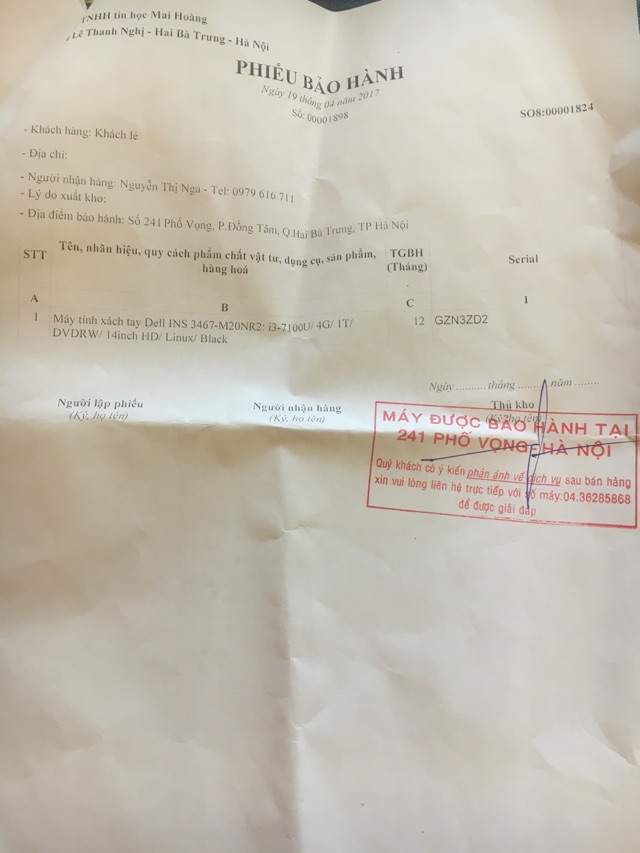 TNHH tin học Mai Hoàng
Lê Thanh Nghị - Hai Bà Trưng - Hà Nội
PHIẾU BẢO HÀNH
Ngày 19 tháng 04 năm 2017
Số: 00001898
SO8:00001824
- Khách hàng: Khách lẻ
- Địa chỉ:
- Người nhận hàng: Nguyễn Thị Nga - Tel: 0979 616 711
- Lý do xuất kho:
- Địa điểm bảo hành: Số 241 Phố Vọng, P.Đồng Tâm, Q.Hai Bà Trưng, TP Hà Nội
STT Tên, nhãn hiệu, quy cách phẩm chất vật tư, dụng cụ, sản phẩm, hàng hoá TGBH (Tháng) Serial
A B C 1
1 Máy tính xách tay Dell INS 3467-M20NR2: i3-7100U/ 4G/ 1T/ 12 GZN3ZD2
DVDRW/ 14inch HD/ Linux/ Black
Ngày .......... tháng .......... năm ........
Người lập phiếu Người nhận hàng Thủ kho
(Ký, họ tên) (Ký, họ tên) (Ký, họ tên)
MÁY ĐƯỢC BẢO HÀNH TẠI
241 PHỐ VỌNG - HÀ NỘI
Quý khách có ý kiến phản ánh về dịch vụ sau bán hàng
xin vui lòng liên hệ trực tiếp với số máy:04.36285868
để được giải đáp